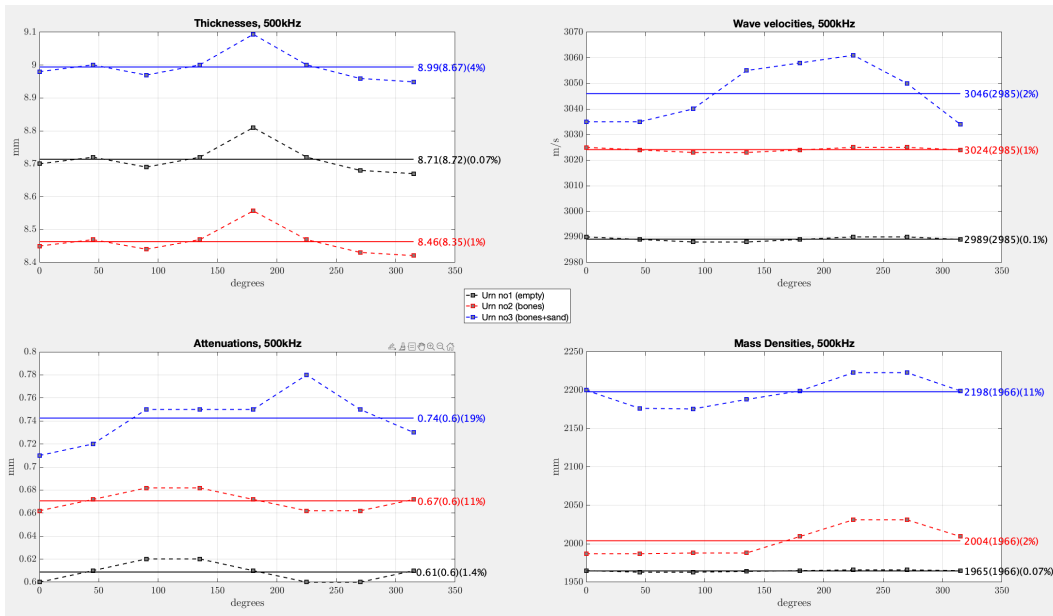 Thicknesses, 500kHz
9.1
9
8.9
8.8
8.7
8.6
8.5
8.4
mm
8.99(8.67)(4%)
8.71(8.72)(0.07%)
8.46(8.35)(1%)
0 50 100 150 200 250 300 350
degrees
Wave velocities, 500kHz
3070
3060
3050
3040
3030
3020
3010
3000
2990
2980
m/s
3046(2985)(2%)
3024(2985)(1%)
2989(2985)(0.1%)
0 50 100 150 200 250 300 350
degrees
Urn no1 (empty)
Urn no2 (bones)
Urn no3 (bones+sand)
Attenuations, 500kHz
0.8
0.78
0.76
0.74
0.72
0.7
0.68
0.66
0.64
0.62
0.6
mm
0.74(0.6)(19%)
0.67(0.6)(11%)
0.61(0.6)(1.4%)
0 50 100 150 200 250 300 350
degrees
Mass Densities, 500kHz
2250
2200
2150
2100
2050
2000
1950
mm
2198(1966)(11%)
2004(1966)(2%)
1965(1966)(0.07%)
0 50 100 150 200 250 300 350
degrees